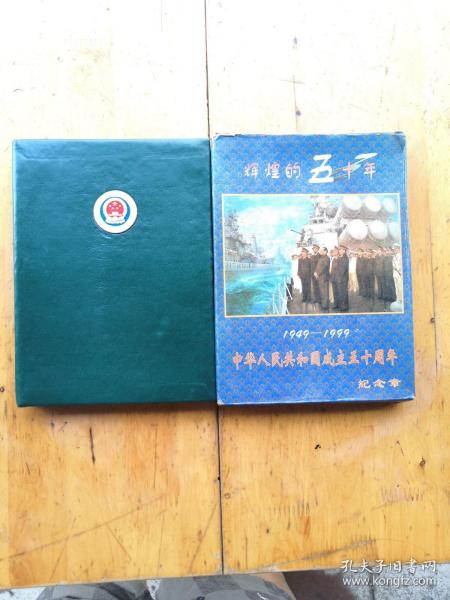 辉煌的五十年
1949—1999
中华人民共和国成立五十周年
纪念章
孔夫子旧书网
www.kongfz.com